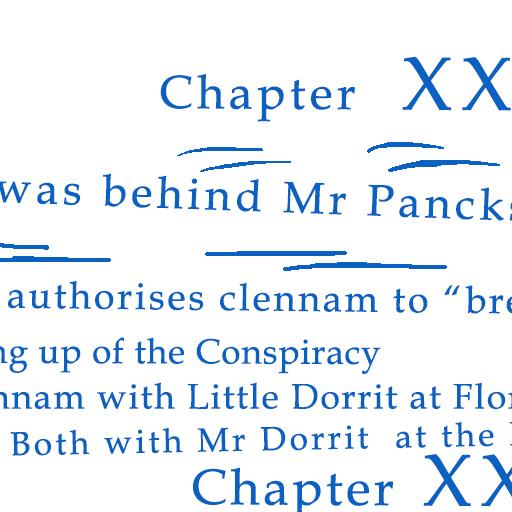 Chapter XX
was behind Mr Pancks
authorises clennam to “bre
ng up of the Conspiracy
nnam with Little Dorrit at Flor
Both with Mr Dorrit at the
Chapter XX